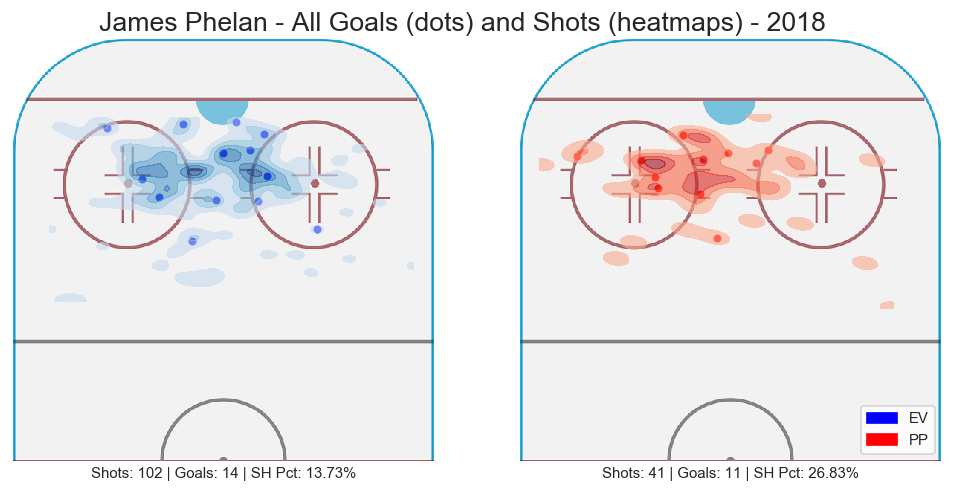 James Phelan - All Goals (dots) and Shots (heatmaps) - 2018
EV
PP
Shots: 102 | Goals: 14 | SH Pct: 13.73%
Shots: 41 | Goals: 11 | SH Pct: 26.83%